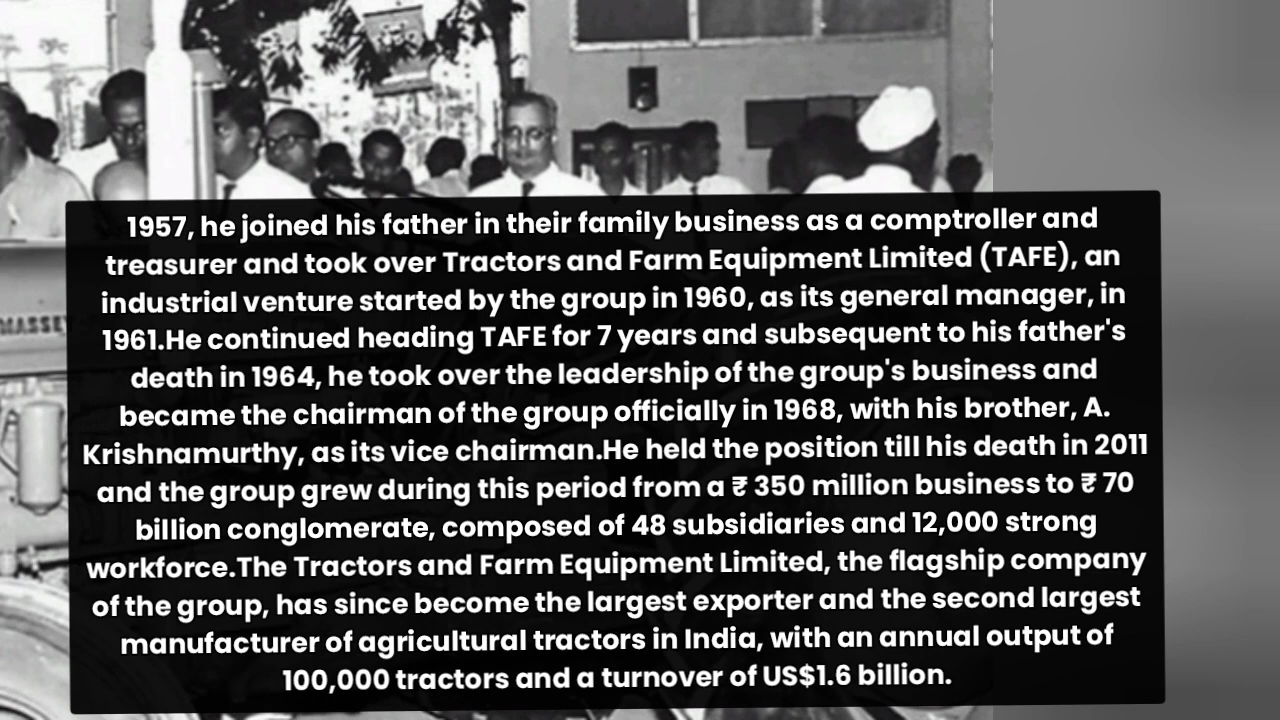 MASSEY
1957, he joined his father in their family business as a comptroller and
treasurer and took over Tractors and Farm Equipment Limited (TAFE), an
industrial venture started by the group in 1960, as its general manager, in
1961.He continued heading TAFE for 7 years and subsequent to his father's
death in 1964, he took over the leadership of the group's business and
became the chairman of the group officially in 1968, with his brother, A.
Krishnamurthy, as its vice chairman.He held the position till his death in 2011
and the group grew during this period from a ₹ 350 million business to ₹ 70
billion conglomerate, composed of 48 subsidiaries and 12,000 strong
workforce.The Tractors and Farm Equipment Limited, the flagship company
of the group, has since become the largest exporter and the second largest
manufacturer of agricultural tractors in India, with an annual output of
100,000 tractors and a turnover of US$1.6 billion.